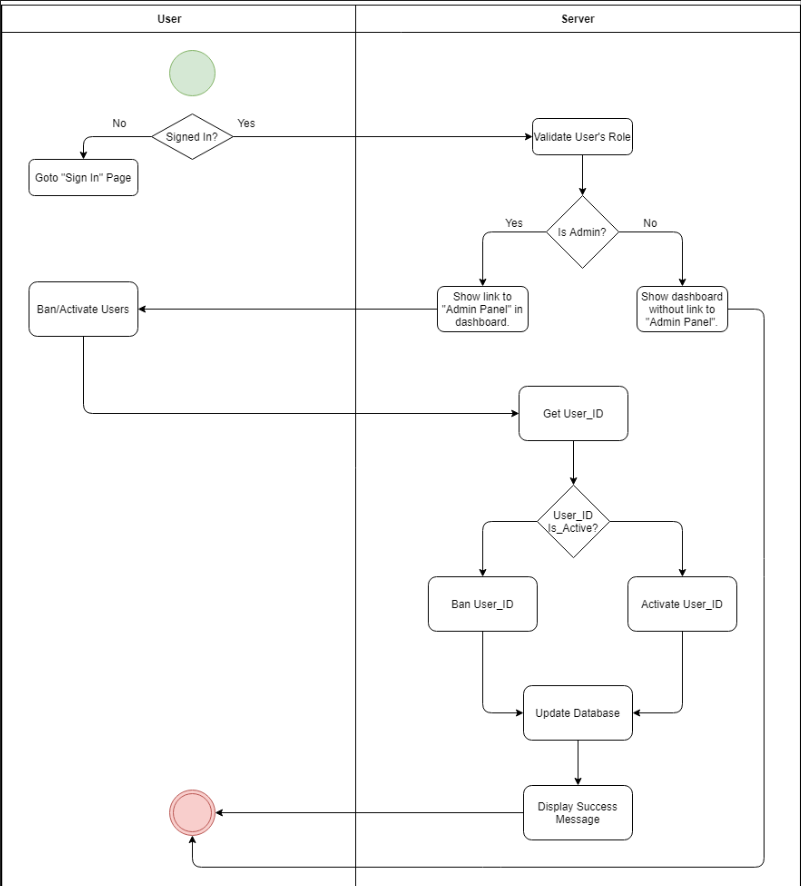 User
Server
No
Signed In?
Yes
Validate User's Role
Goto "Sign In" Page
Yes
Is Admin?
No
Show link to
"Admin Panel" in
dashboard.
Show dashboard
without link to
"Admin Panel".
Ban/Activate Users
Get User_ID
User_ID
Is_Active?
Ban User_ID
Activate User_ID
Update Database
Display Success
Message